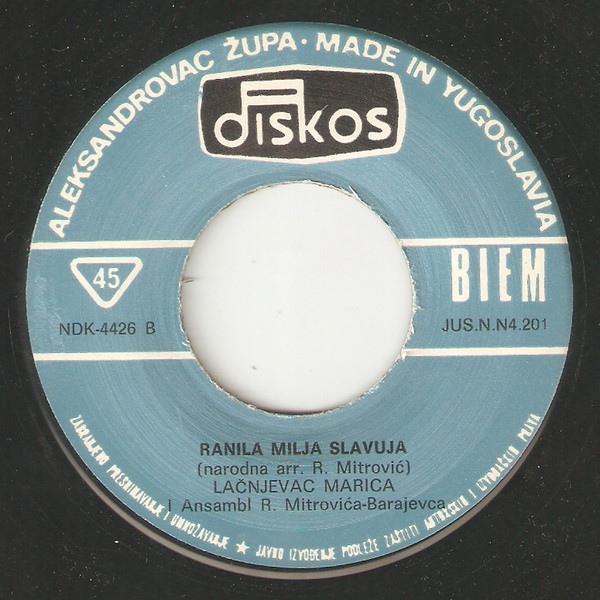 ALEKSANDROVAC ŽUPA · MADE IN YUGOSLAVIA
DISKOS
45
BIEM
NDK-4426 B
JUS.N.N4.201
RANILA MILJA SLAVUJA
(narodna arr. R. Mitrović)
LAČNJEVAC MARICA
I Ansambl R. Mitrovića-Barajevca
ZABRANJENO PRESNIMAVANJE I UMNOŽAVANJE ★ JAVNO IZVOĐENJE PODLEŽE ZAŠTITI AUTORSKIH I IZVOĐAČKIH PRAVA